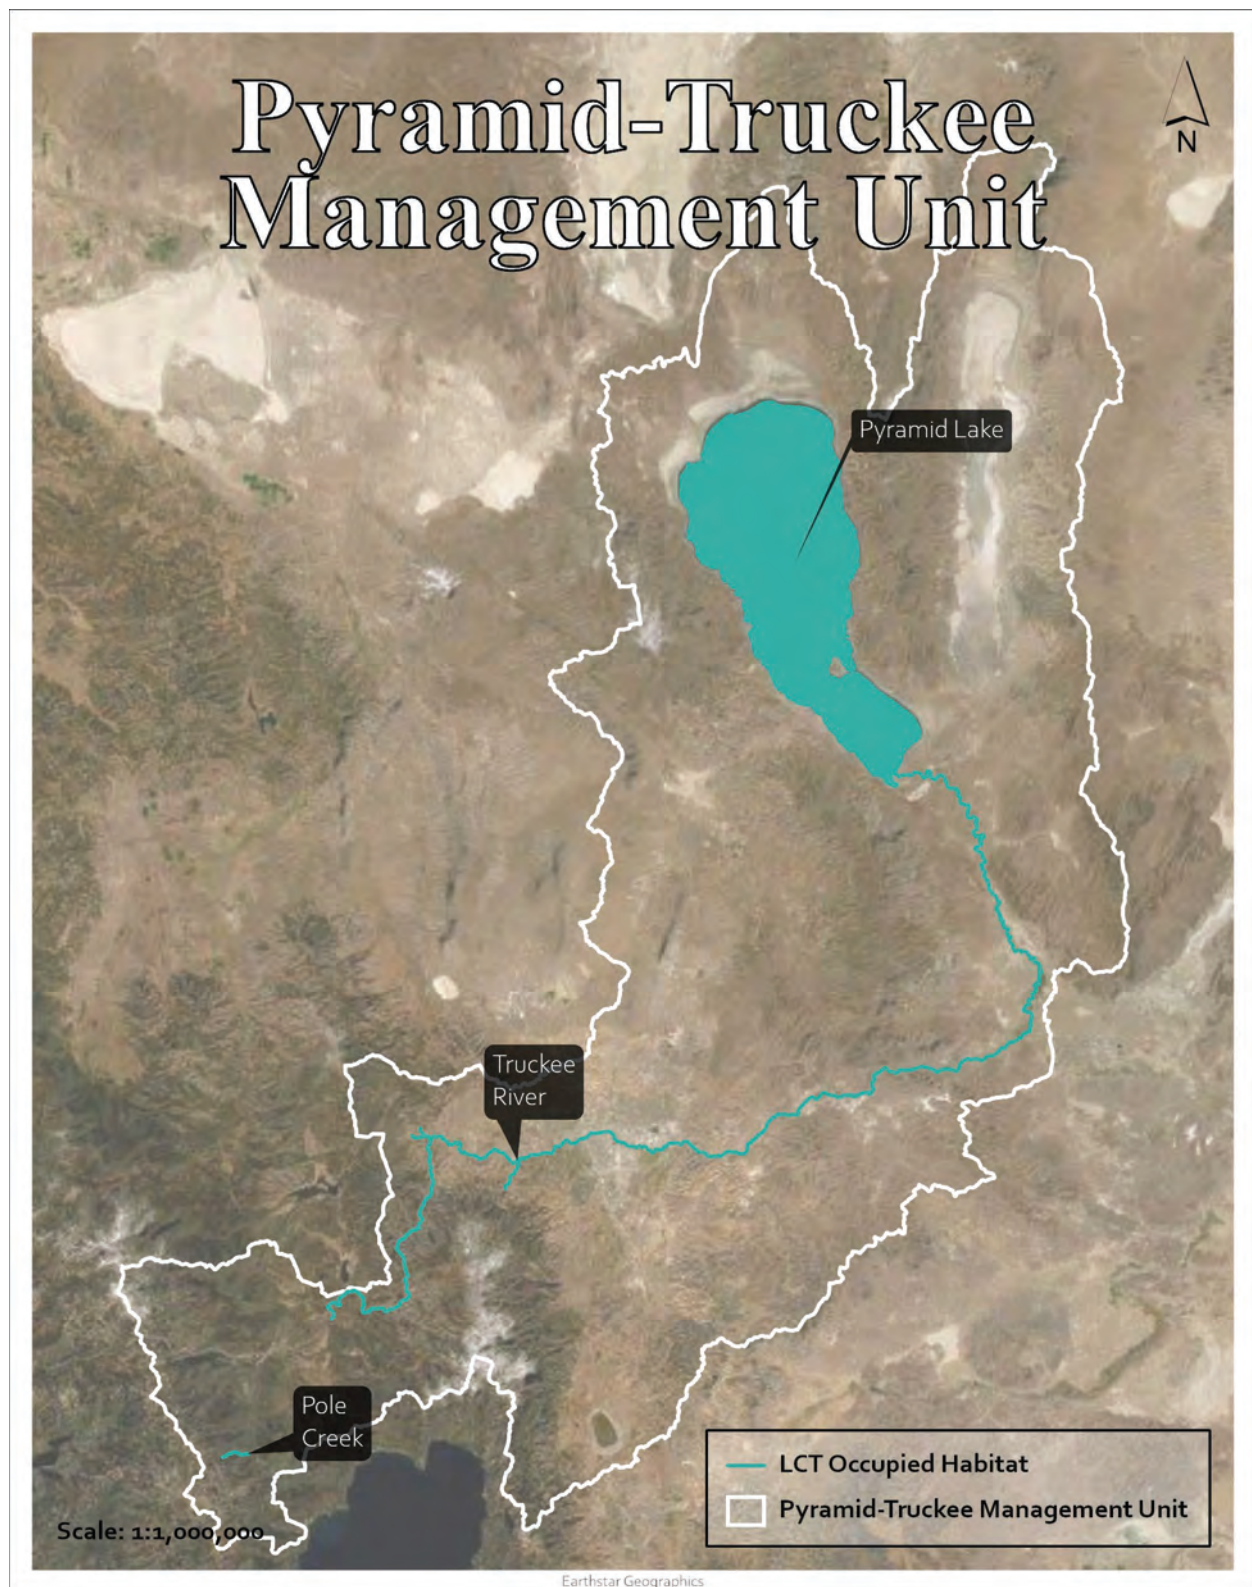 Pyramid-Truckee
Management Unit
N
Pyramid Lake
Truckee
River
Pole
Creek
LCT Occupied Habitat
Pyramid-Truckee Management Unit
Scale: 1:1,000,000
Earthstar Geographics